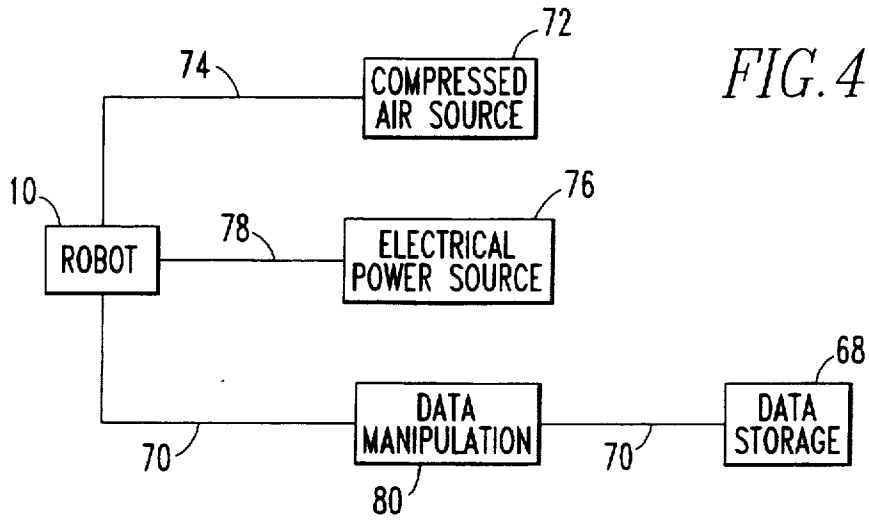 72
74
COMPRESSED
AIR SOURCE
FIG. 4
10
76
ROBOT
78
ELECTRICAL
POWER SOURCE
68
DATA
MANIPULATION
DATA
STORAGE
70
70
80